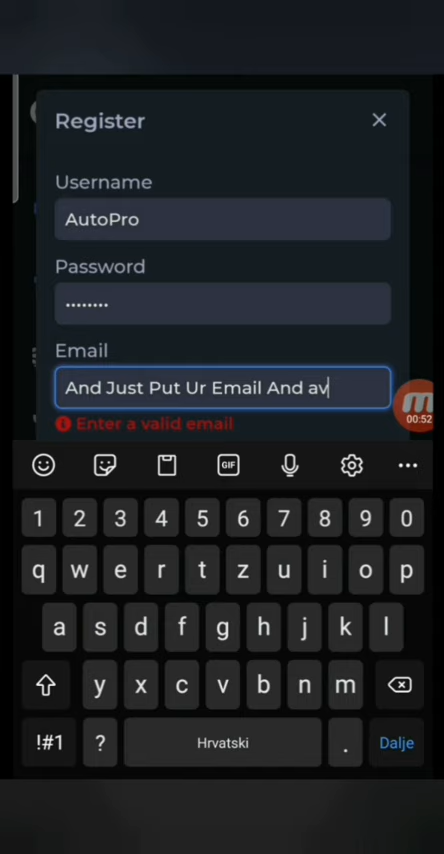 Register
Username
AutoPro
Password
••••••••
Email
And Just Put Ur Email And av
Enter a valid email
00:52
GIF
1 2 3 4 5 6 7 8 9 0
q w e r t z u i o p
a s d f g h j k l
y x c v b n m
!#1 ? Hrvatski . Dalje